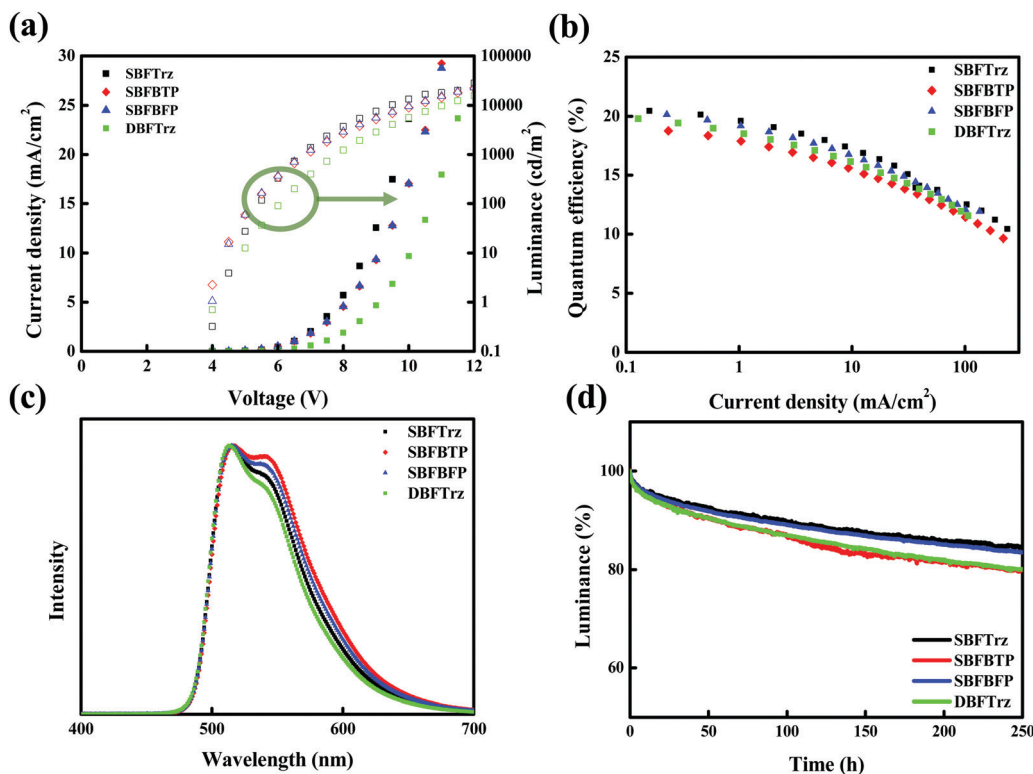 (a)
Current density (mA/cm²)
30
25
20
15
10
5
0
SBFTrz
SBFBTP
SBFBFP
DBFTrz
100000
10000
1000
100
10
1
0.1
Luminance (cd/m²)
0 2 4 6 8 10 12
Voltage (V)
(b)
Quantum efficiency (%)
25
20
15
10
5
SBFTrz
SBFBTP
SBFBFP
DBFTrz
0.1 1 10 100
Current density (mA/cm²)
(c)
Intensity
SBFTrz
SBFBTP
SBFBFP
DBFTrz
400 500 600 700
Wavelength (nm)
(d)
Luminance (%)
100
80
60
SBFTrz
SBFBTP
SBFBFP
DBFTrz
0 50 100 150 200 250
Time (h)